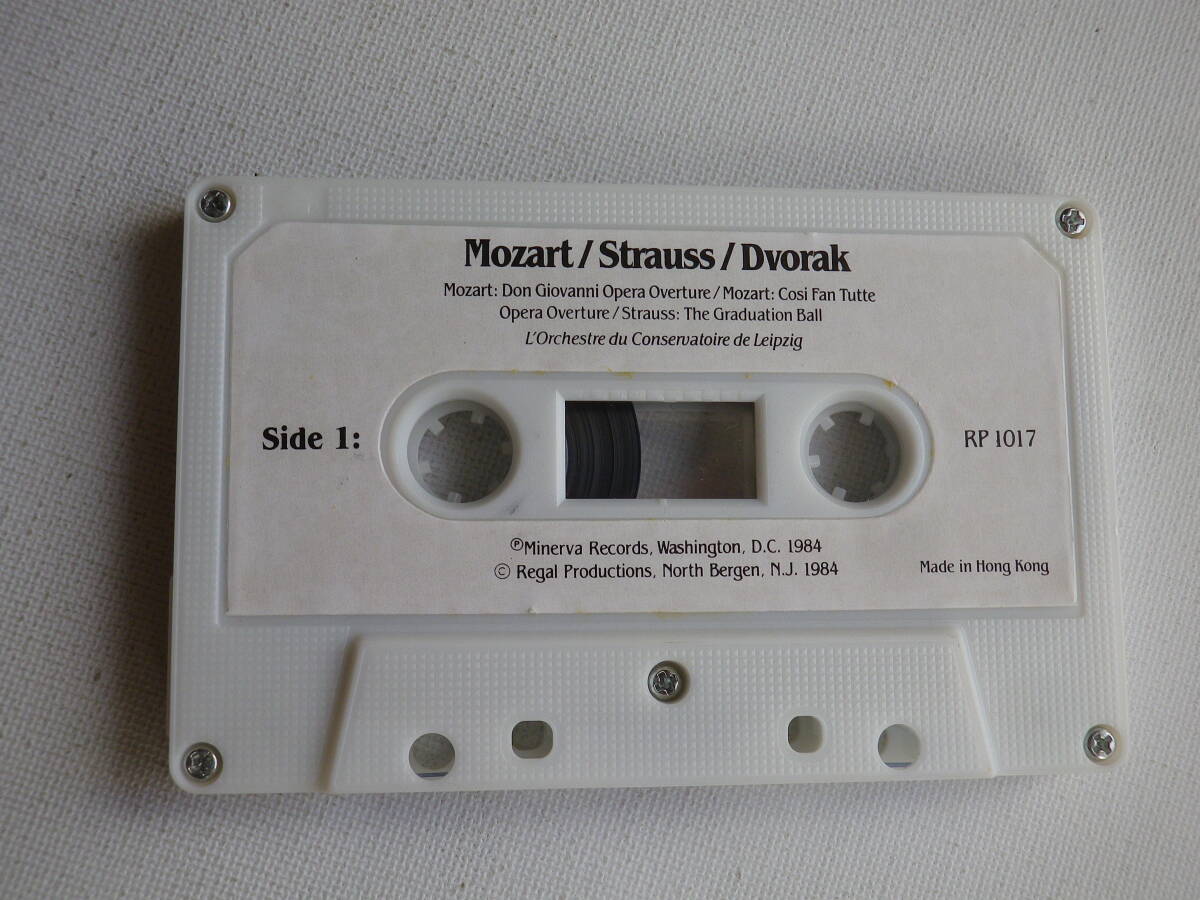 Mozart / Strauss / Dvorak
Mozart: Don Giovanni Opera Overture / Mozart: Cosi Fan Tutte
Opera Overture / Strauss: The Graduation Ball
L'Orchestre du Conservatoire de Leipzig
Side 1:
RP 1017
℗Minerva Records, Washington, D.C. 1984
© Regal Productions, North Bergen, N.J. 1984
Made in Hong Kong